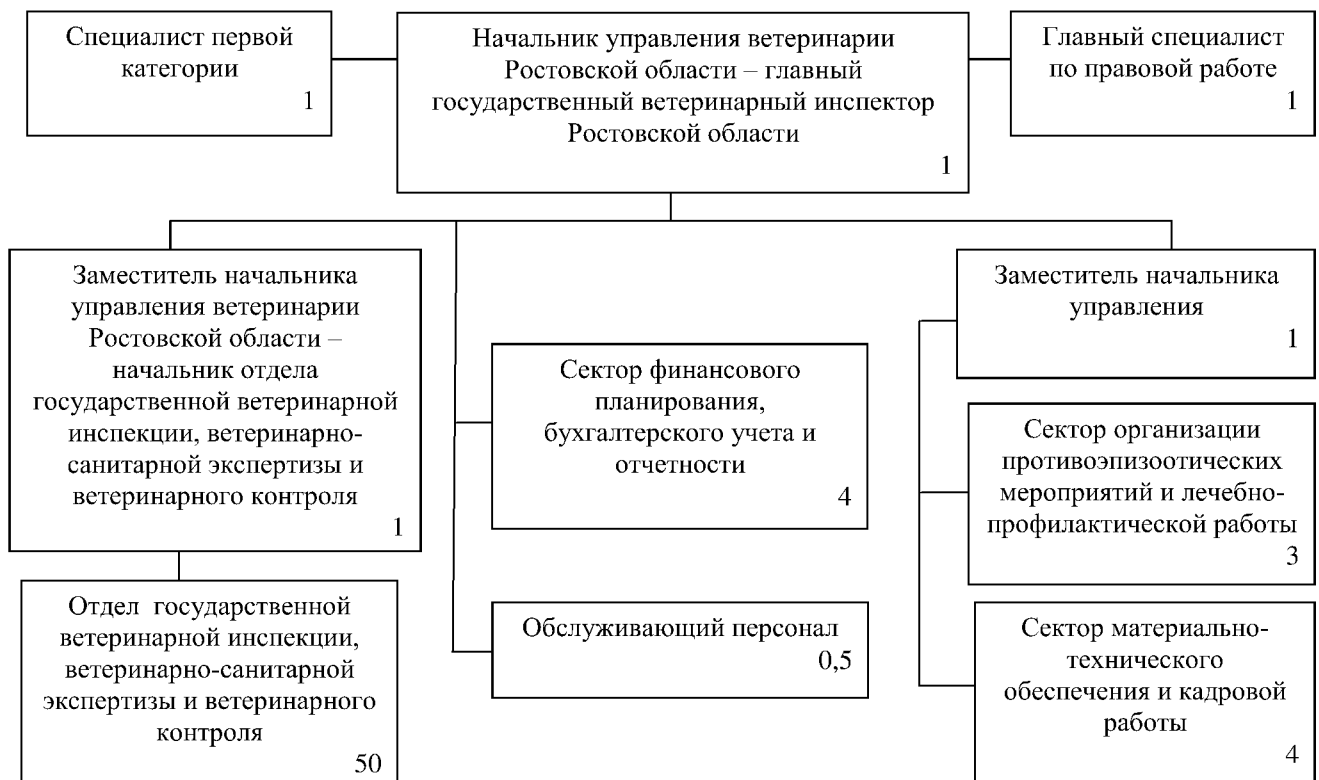 Специалист первой
категории
1
Начальник управления ветеринарии
Ростовской области – главный
государственный ветеринарный инспектор
Ростовской области
1
Главный специалист
по правовой работе
1
Заместитель начальника
управления ветеринарии
Ростовской области –
начальник отдела
государственной ветеринарной
инспекции, ветеринарно-
санитарной экспертизы и
ветеринарного контроля
1
Отдел государственной
ветеринарной инспекции,
ветеринарно-санитарной
экспертизы и ветеринарного
контроля
50
Сектор финансового
планирования,
бухгалтерского учета и
отчетности
4
Обслуживающий персонал
0,5
Заместитель начальника
управления
1
Сектор организации
противоэпизоотических
мероприятий и лечебно-
профилактической работы
3
Сектор материально-
технического
обеспечения и кадровой
работы
4